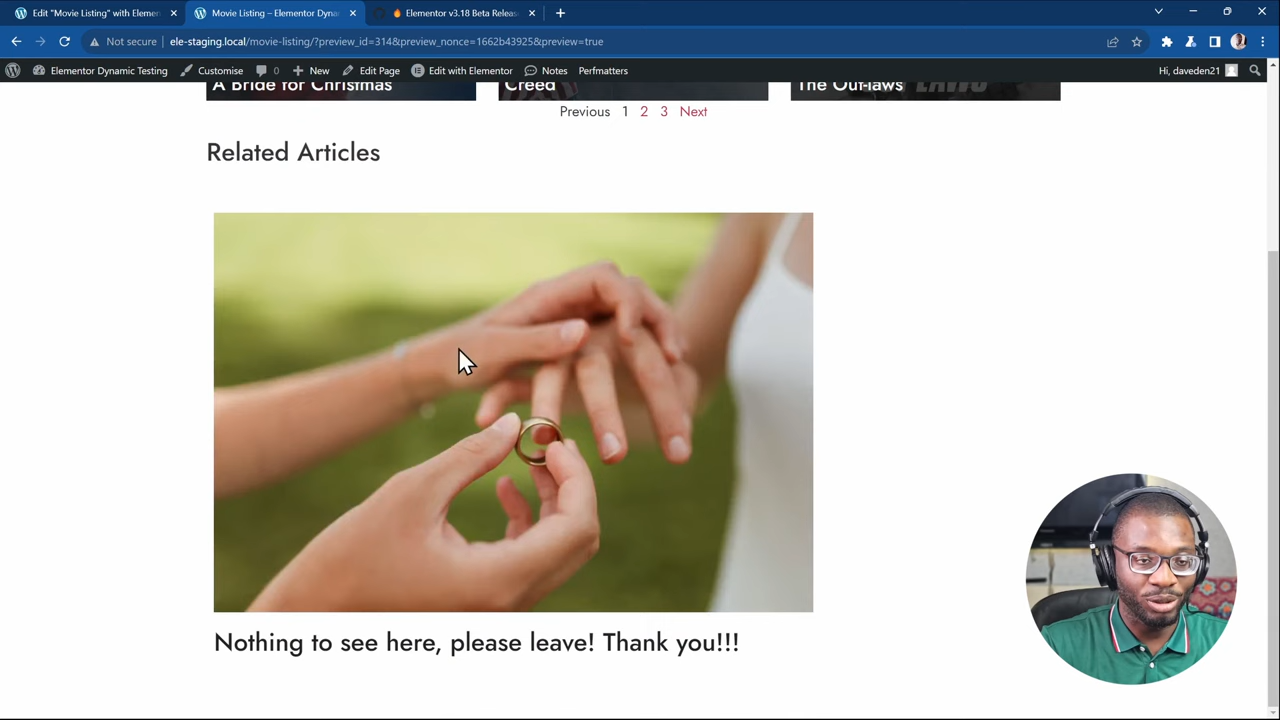 Edit "Movie Listing" with Elemen
Movie Listing – Elementor Dyna
Elementor v3.18 Beta Releas
Not secure
ele-staging.local/movie-listing/?preview_id=314&preview_nonce=1662b43925&preview=true
Elementor Dynamic Testing
Customise
0
New
Edit Page
Edit with Elementor
Notes
Perfmatters
Hi, daveden21
A Bride for Christmas
Creed
The Out-laws
Previous 1 2 3 Next
Related Articles
Nothing to see here, please leave! Thank you!!!